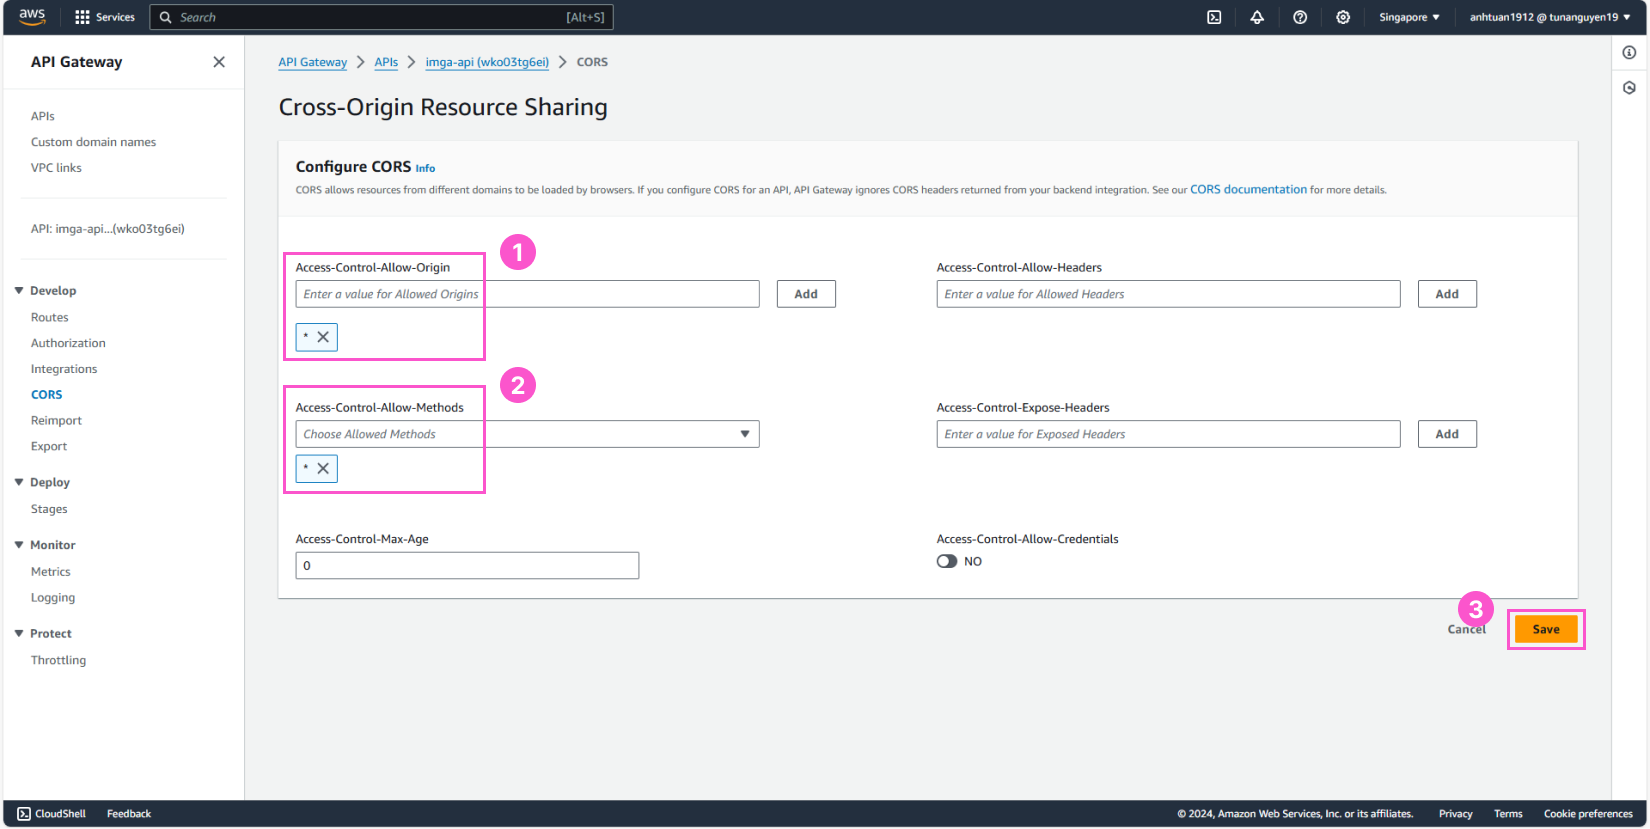 aws
Services
Search
[Alt+S]
Singapore ▼
anhtuan1912 @ tunanguyen19 ▼
API Gateway
APIs
Custom domain names
VPC links
API: imga-api...(wko03tg6ei)
Develop
Routes
Authorization
Integrations
CORS
Reimport
Export
Deploy
Stages
Monitor
Metrics
Logging
Protect
Throttling
API Gateway > APIs > imga-api (wko03tg6ei) > CORS
Cross-Origin Resource Sharing
Configure CORS Info
CORS allows resources from different domains to be loaded by browsers. If you configure CORS for an API, API Gateway ignores CORS headers returned from your backend integration. See our CORS documentation for more details.
1
Access-Control-Allow-Origin
Enter a value for Allowed Origins
Add
*
Access-Control-Allow-Headers
Enter a value for Allowed Headers
Add
2
Access-Control-Allow-Methods
Choose Allowed Methods
*
Access-Control-Expose-Headers
Enter a value for Exposed Headers
Add
Access-Control-Max-Age
0
Access-Control-Allow-Credentials
NO
3
Cancel
Save
CloudShell
Feedback
© 2024, Amazon Web Services, Inc. or its affiliates.
Privacy
Terms
Cookie preferences